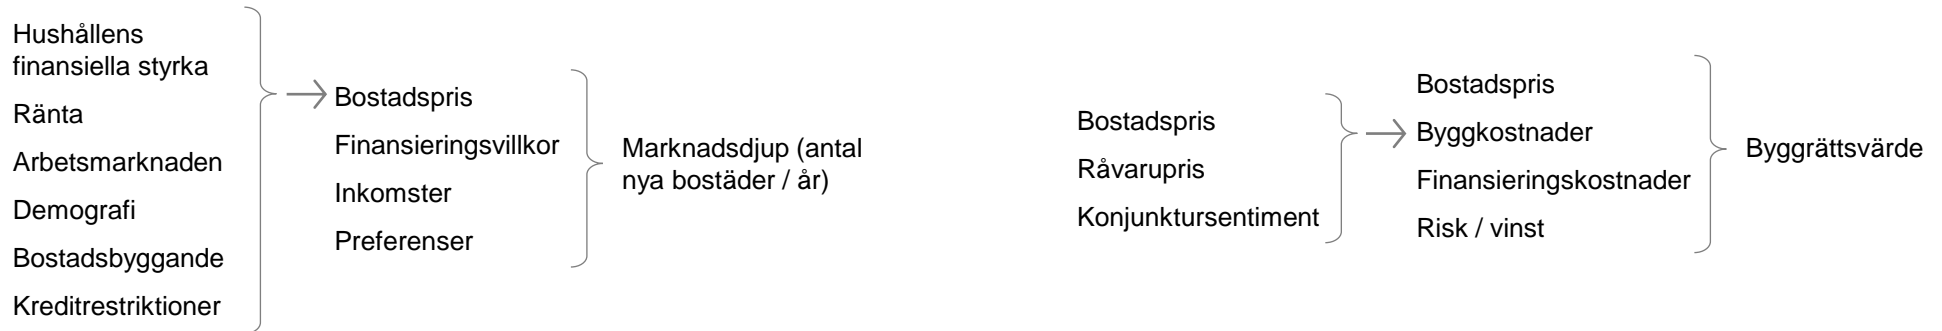 Hushållens
finansiella styrka
Ränta
Arbetsmarknaden
Demografi
Bostadsbyggande
Kreditrestriktioner
Bostadspris
Finansieringsvillkor
Inkomster
Preferenser
Marknadsdjup (antal
nya bostäder / år)
Bostadspris
Råvarupris
Konjunktursentiment
Bostadspris
Byggkostnader
Finansieringskostnader
Risk / vinst
Byggrättsvärde